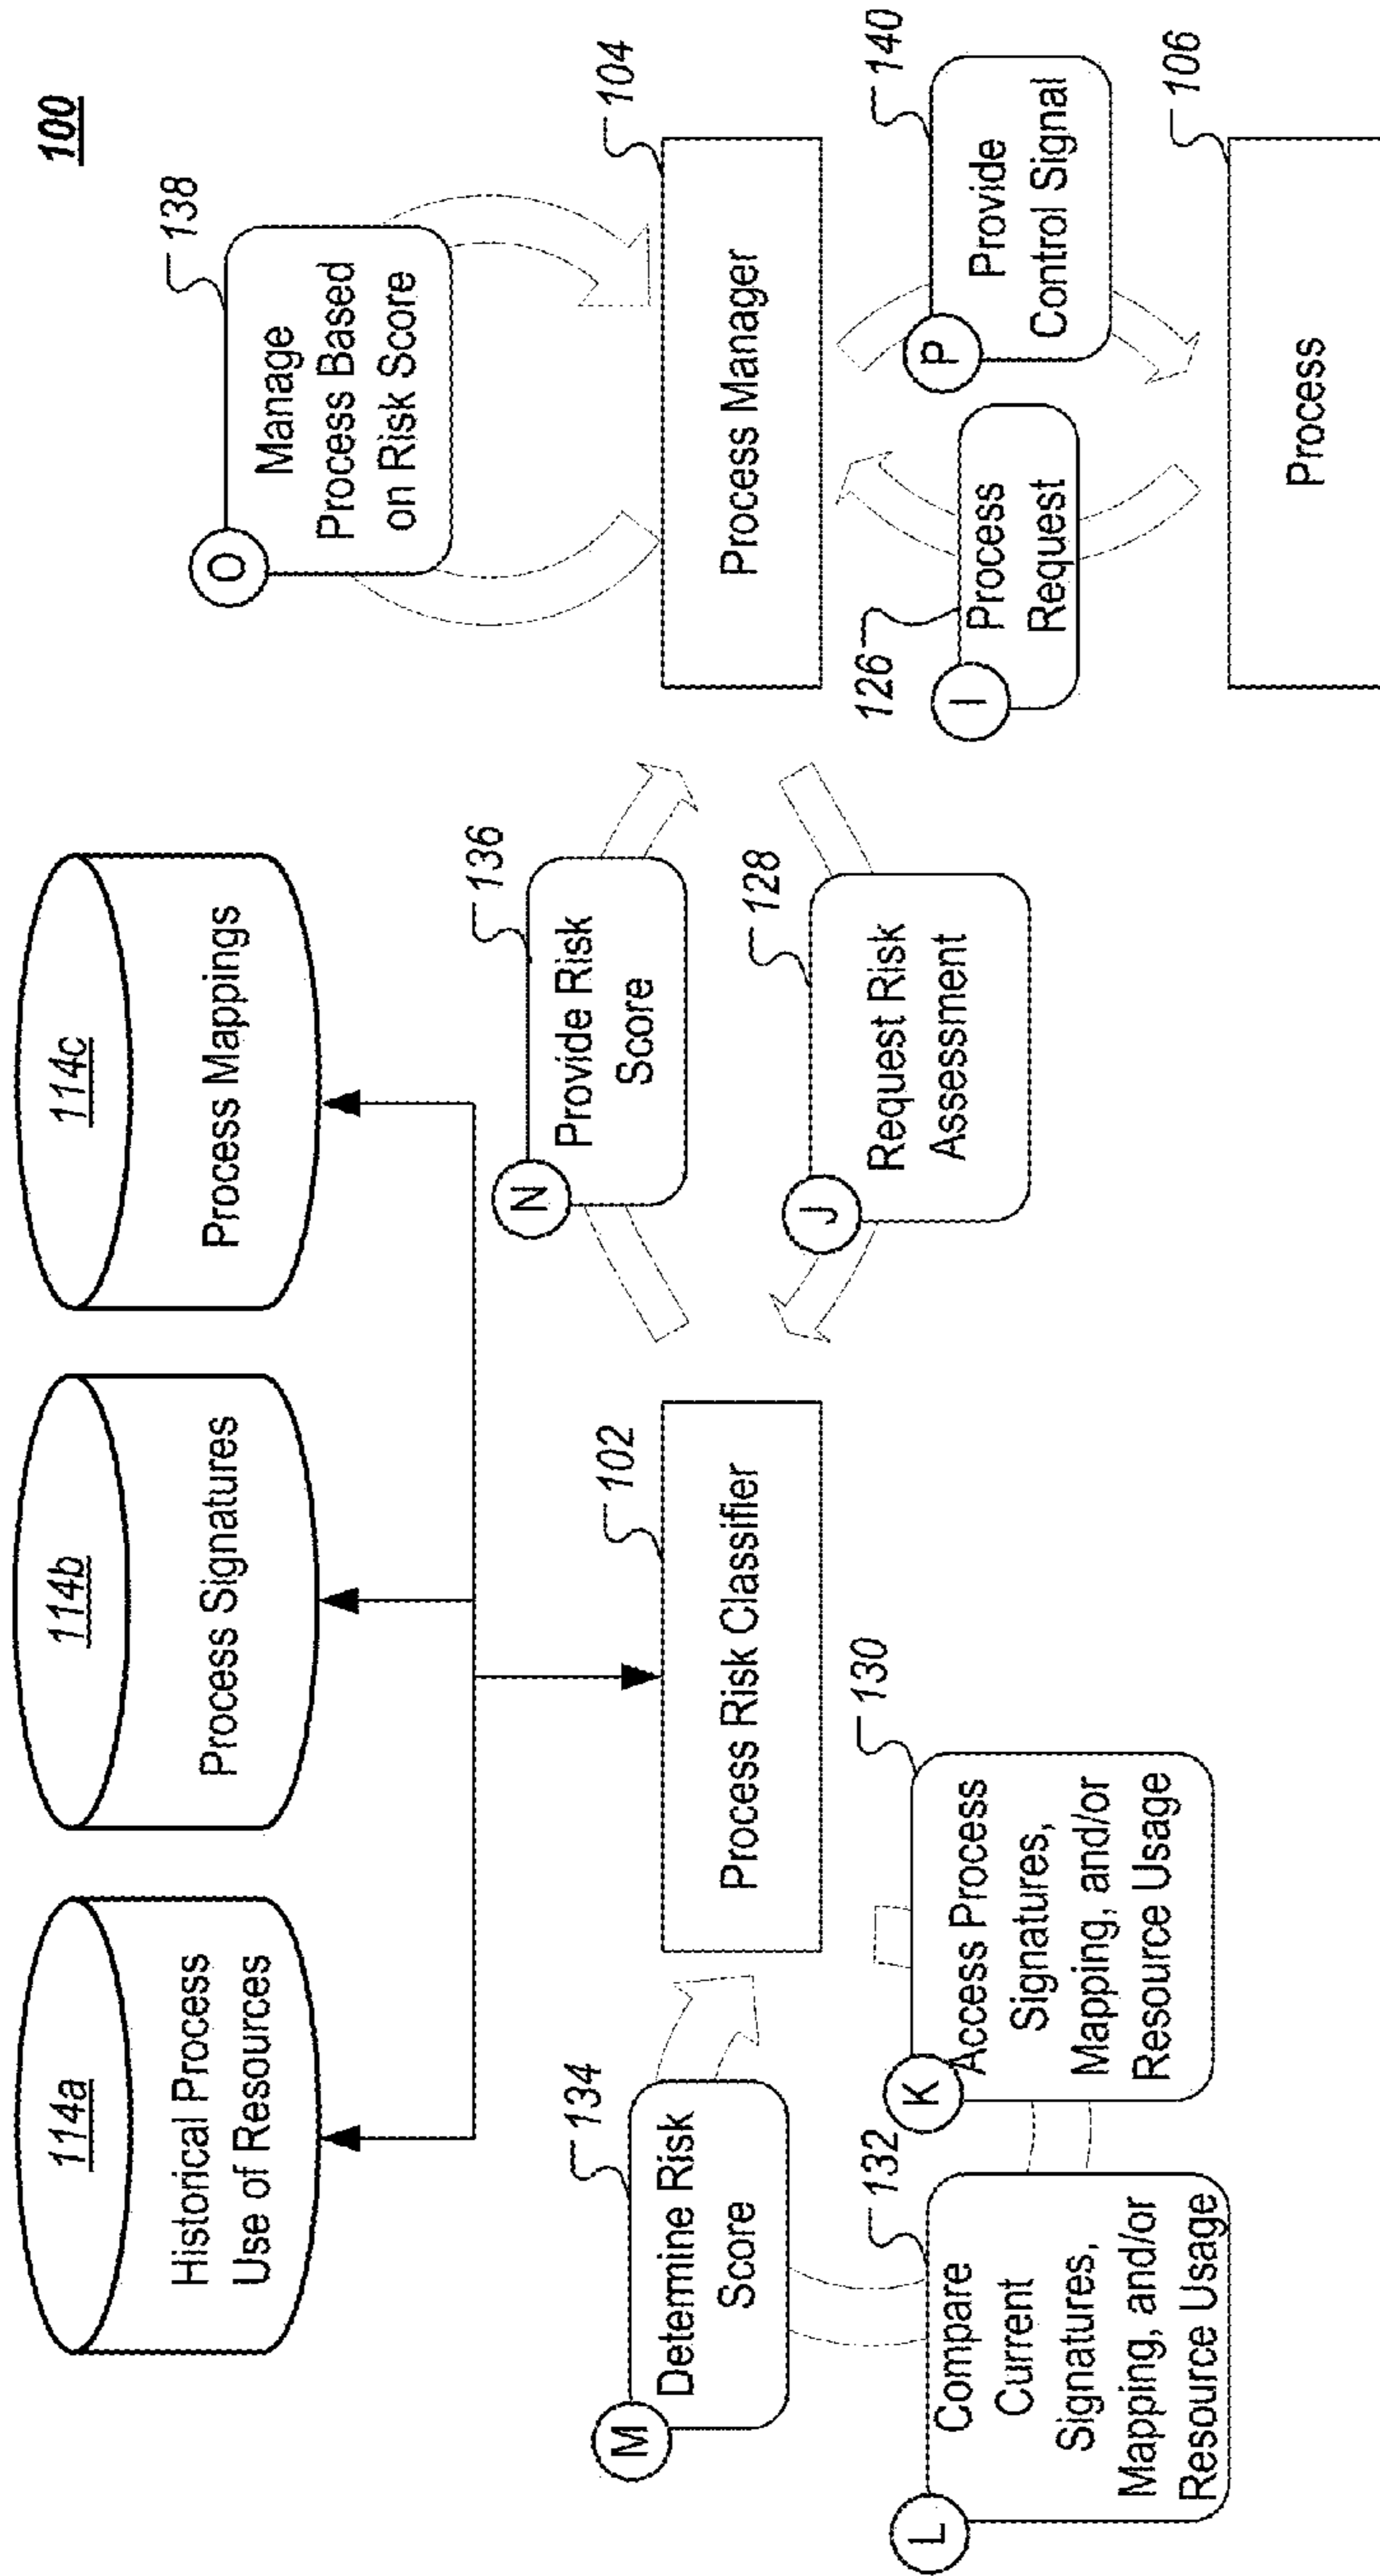 100
114a
Historical Process
Use of Resources
114b
Process Signatures
114c
Process Mappings
O
138
Manage
Process Based
on Risk Score
M
134
Determine Risk
Score
102
Process Risk Classifier
N
136
Provide Risk
Score
104
Process Manager
J
128
Request Risk
Assessment
L
132
Compare
Current
Signatures,
Mapping, and/or
Resource Usage
K
130
Access Process
Signatures,
Mapping, and/or
Resource Usage
I
126
Process
Request
P
140
Provide
Control Signal
106
Process